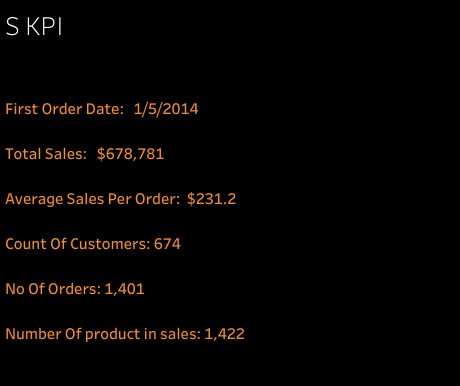 S KPI
First Order Date: 1/5/2014
Total Sales: $678,781
Average Sales Per Order: $231.2
Count Of Customers: 674
No Of Orders: 1,401
Number Of product in sales: 1,422